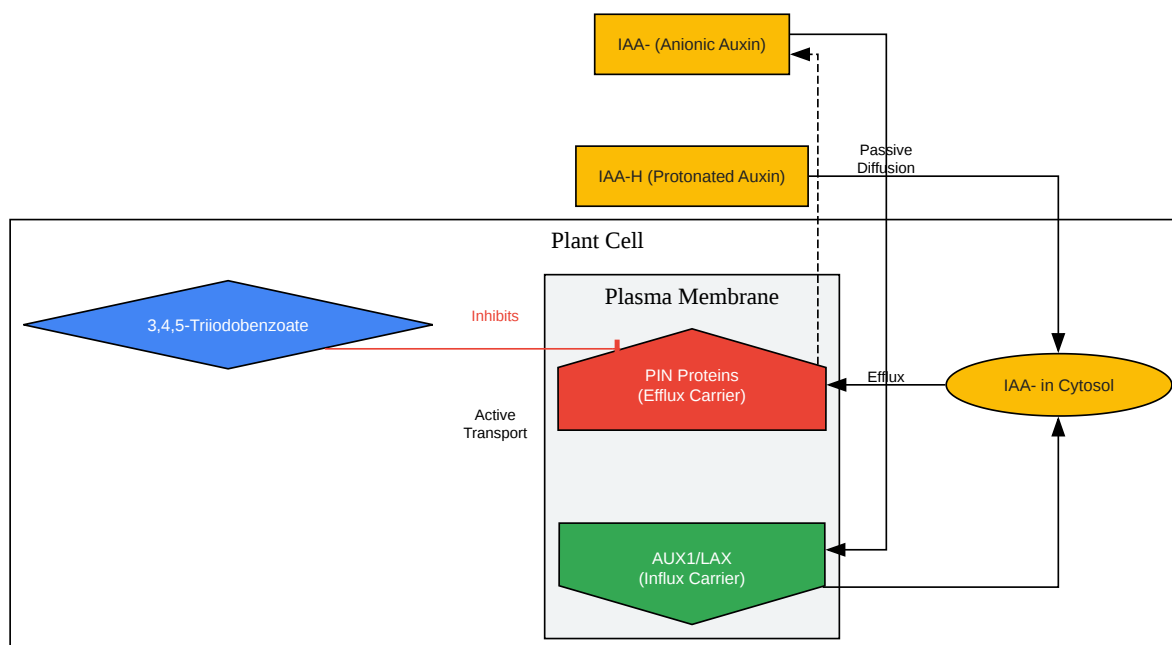 IAA- (Anionic Auxin)
Passive
Diffusion
IAA-H (Protonated Auxin)
Plant Cell
Plasma Membrane
3,4,5-Triiodobenzoate
Inhibits
PIN Proteins
(Efflux Carrier)
Efflux
IAA- in Cytosol
Active
Transport
AUX1/LAX
(Influx Carrier)